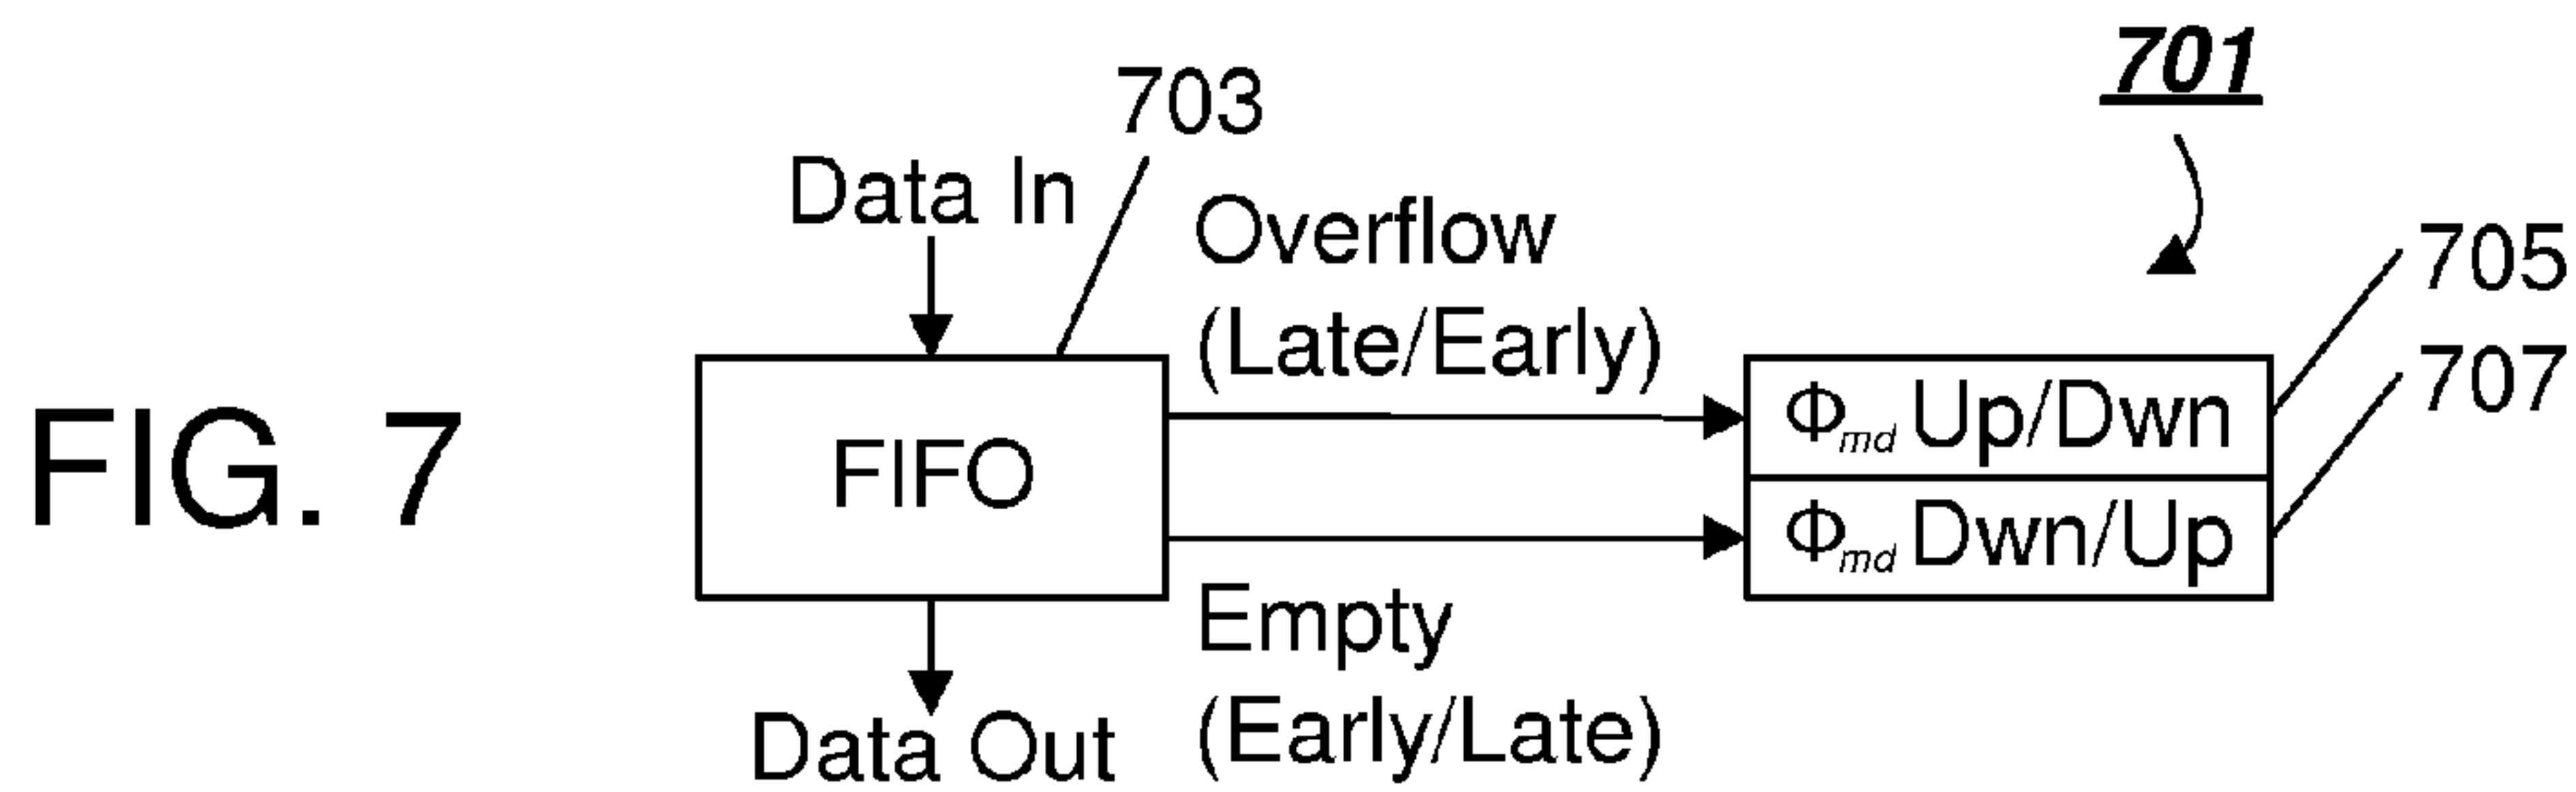 701
703
Data In
Overflow
(Late/Early)
705
707
FIG. 7
FIFO
Φmd Up/Dwn
Φmd Dwn/Up
Empty
(Early/Late)
Data Out